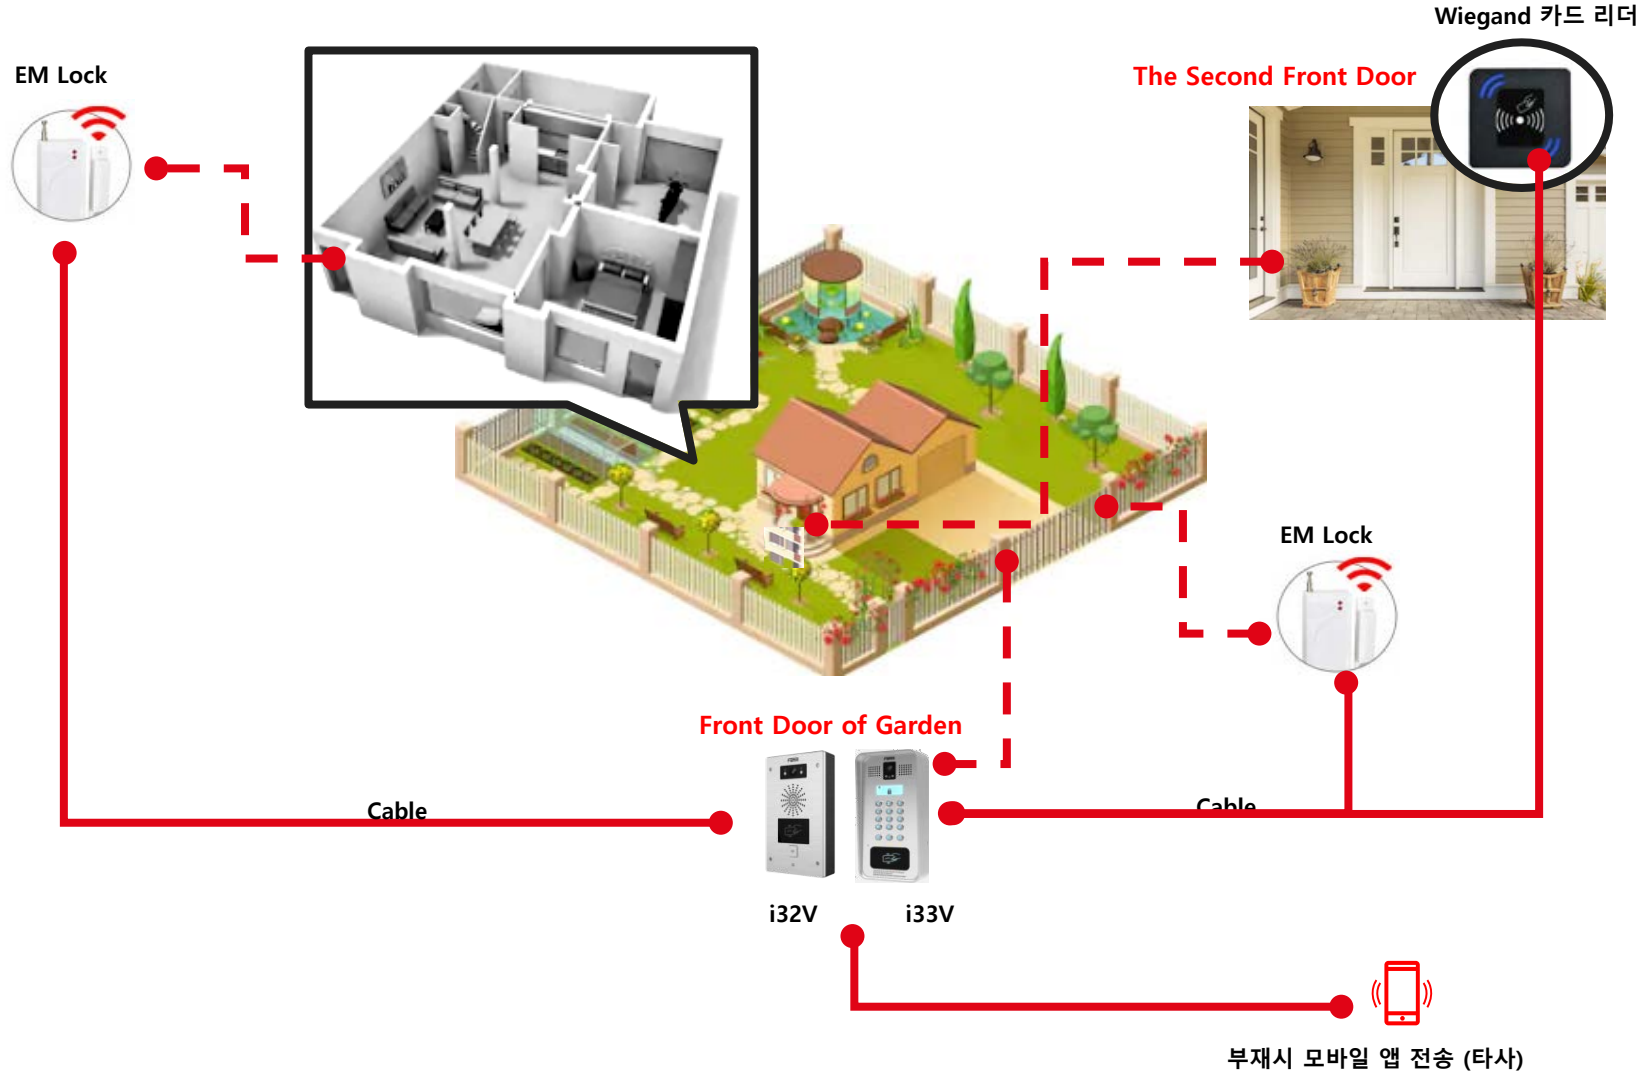 Wiegand 카드 리더
EM Lock
The Second Front Door
EM Lock
Front Door of Garden
Cable
Cable
i32V
i33V
부재시 모바일 앱 전송 (타사)